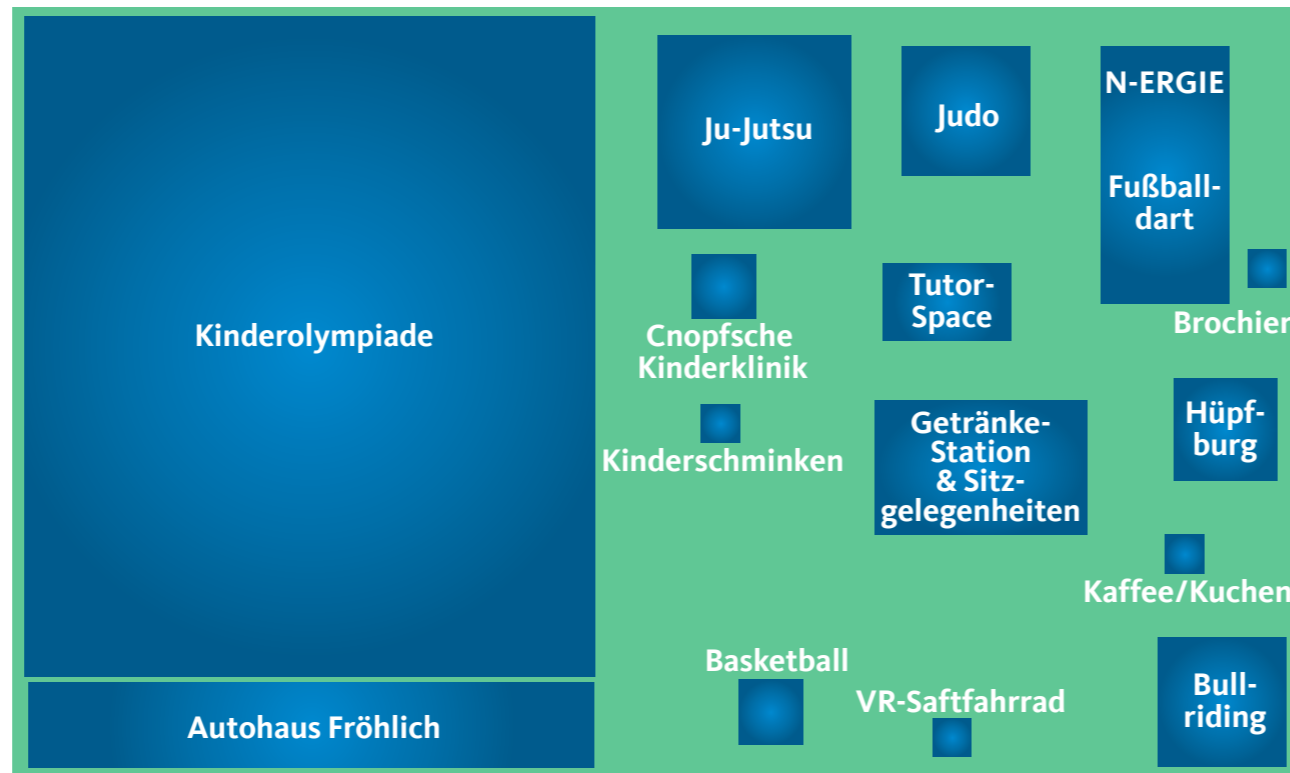 Kinderolympiade
Autohaus Fröhlich
Ju-Jutsu
Judo
N-ERGIE
Fußball-
dart
Cnopfsche
Kinderklinik
Tutor-
Space
Brochier
Kinderschminken
Getränke-
Station
& Sitz-
gelegenheiten
Hüpf-
burg
Kaffee/Kuchen
Basketball
VR-Saftfahrrad
Bull-
riding